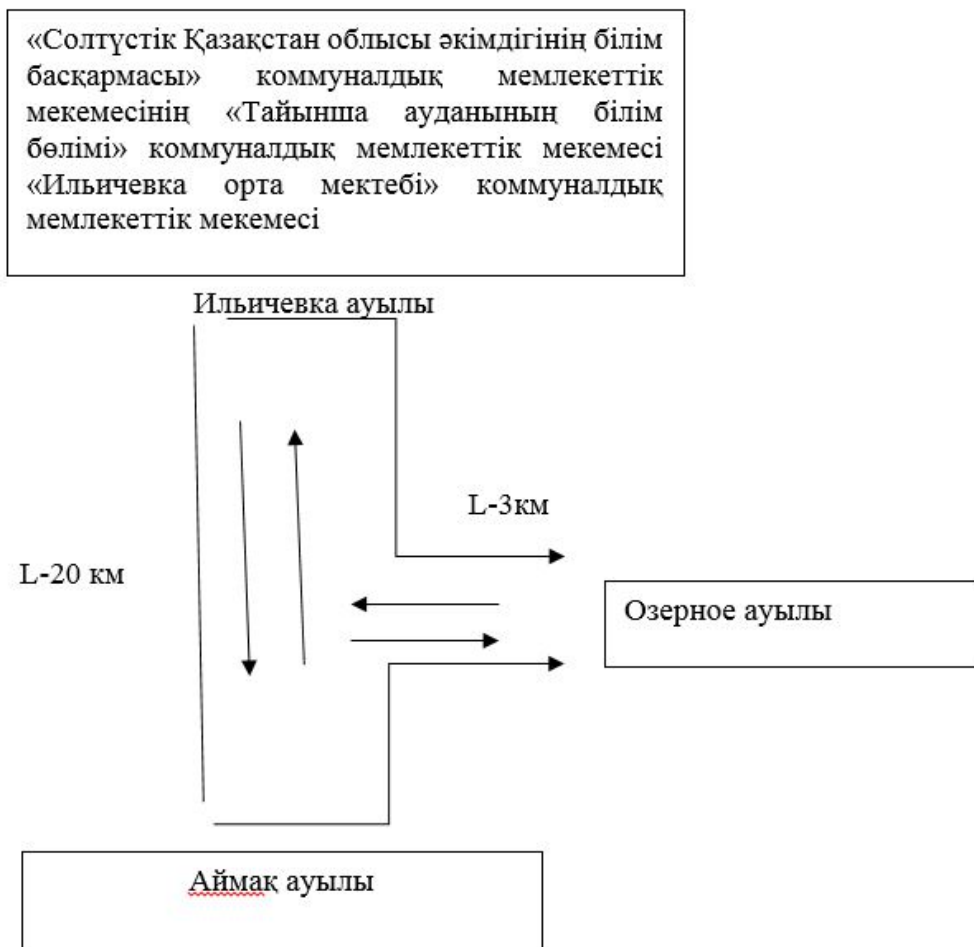 «Солтүстік Қазақстан облысы әкімдігінің білім
басқармасы» коммуналдық мемлекеттік
мекемесінің «Тайынша ауданының білім
бөлімі» коммуналдық мемлекеттік мекемесі
«Ильичевка орта мектебі» коммуналдық
мемлекеттік мекемесі
Ильичевка ауылы
L-3км
L-20 км
Озерное ауылы
Аймақ ауылы